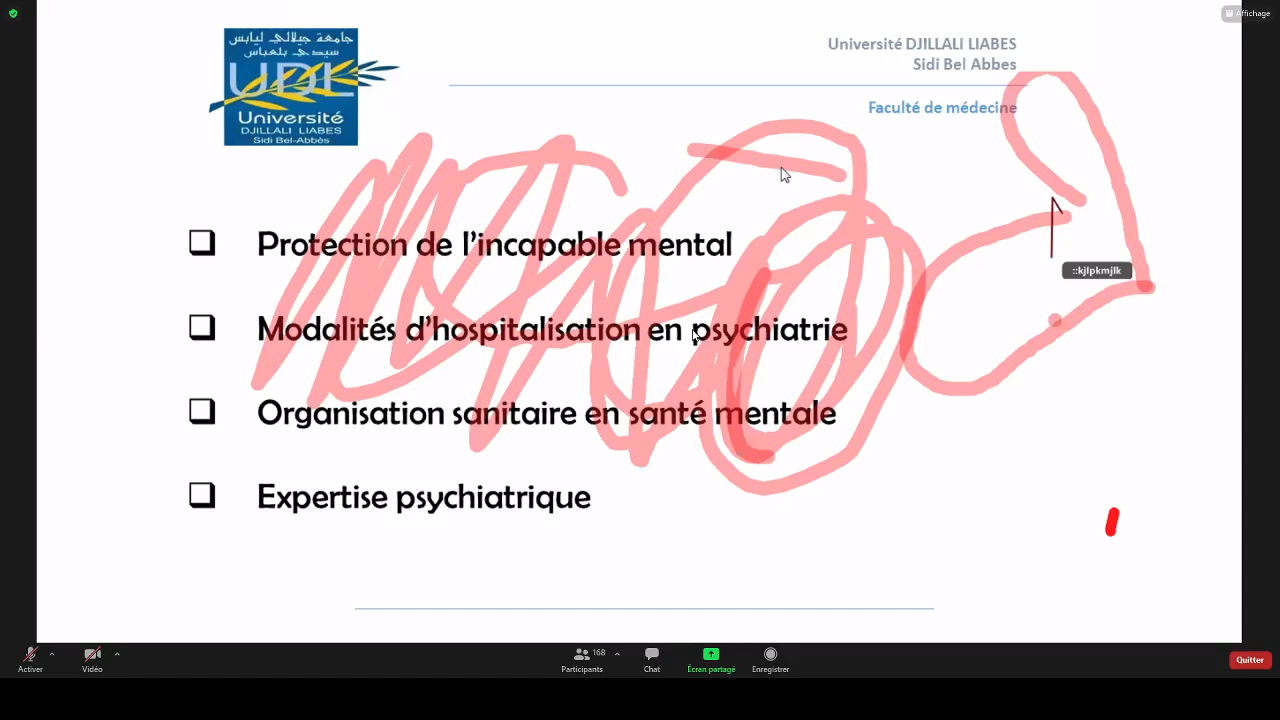 Affichage
جامعة جيلالي ليابس
سيدي بلعباس
UDL
Université
DJILLALI LIABES
Sidi Bel-Abbès
Université DJILLALI LIABES
Sidi Bel Abbes
Faculté de médecine
Protection de l'incapable mental
Modalités d'hospitalisation en psychiatrie
Organisation sanitaire en santé mentale
Expertise psychiatrique
::kjlpkmjlk
Activer
Vidéo
Participants 168
Chat
Écran partagé
Enregistrer
Quitter